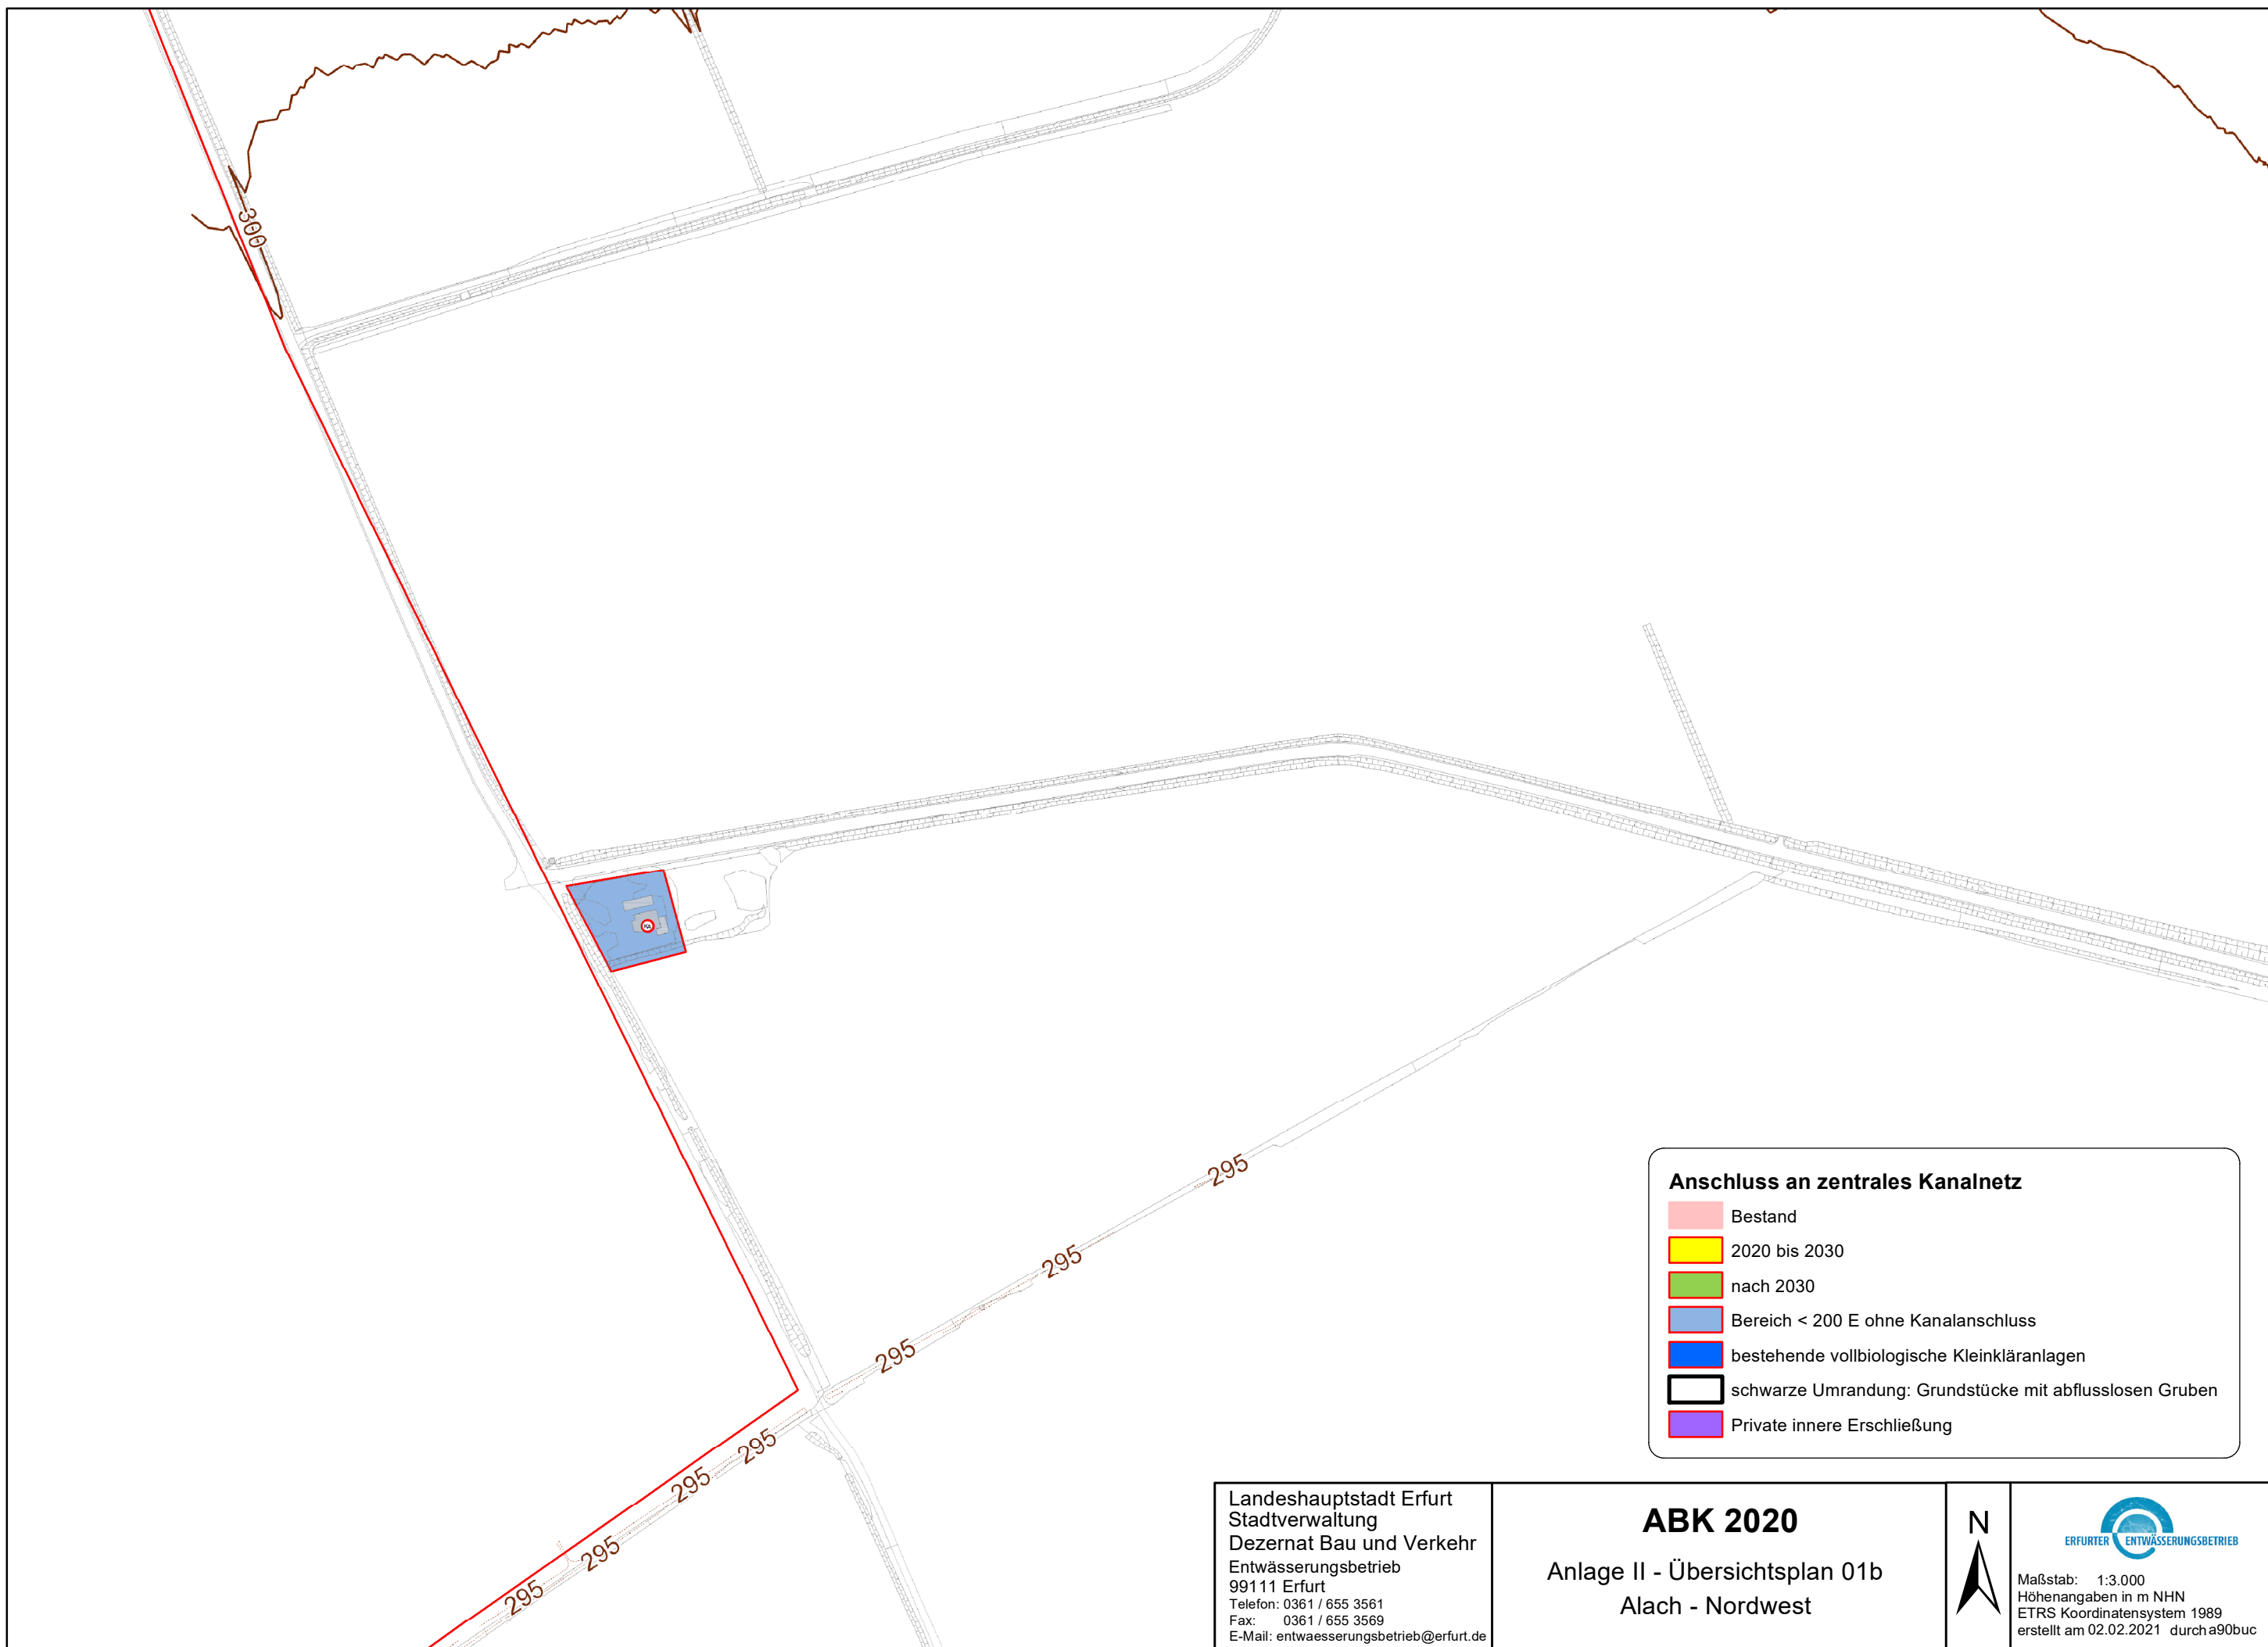 300
KA
295
295
295
295
295
295
295
Anschluss an zentrales Kanalnetz
Bestand
2020 bis 2030
nach 2030
Bereich < 200 E ohne Kanalanschluss
bestehende vollbiologische Kleinkläranlagen
schwarze Umrandung: Grundstücke mit abflusslosen Gruben
Private innere Erschließung
Landeshauptstadt Erfurt
Stadtverwaltung
Dezernat Bau und Verkehr
Entwässerungsbetrieb
99111 Erfurt
Telefon: 0361 / 655 3561
Fax: 0361 / 655 3569
E-Mail: entwaesserungsbetrieb@erfurt.de
ABK 2020
Anlage II - Übersichtsplan 01b
Alach - Nordwest
N
ERFURTER ENTWÄSSERUNGSBETRIEB
Maßstab: 1:3.000
Höhenangaben in m NHN
ETRS Koordinatensystem 1989
erstellt am 02.02.2021 durch a90buc